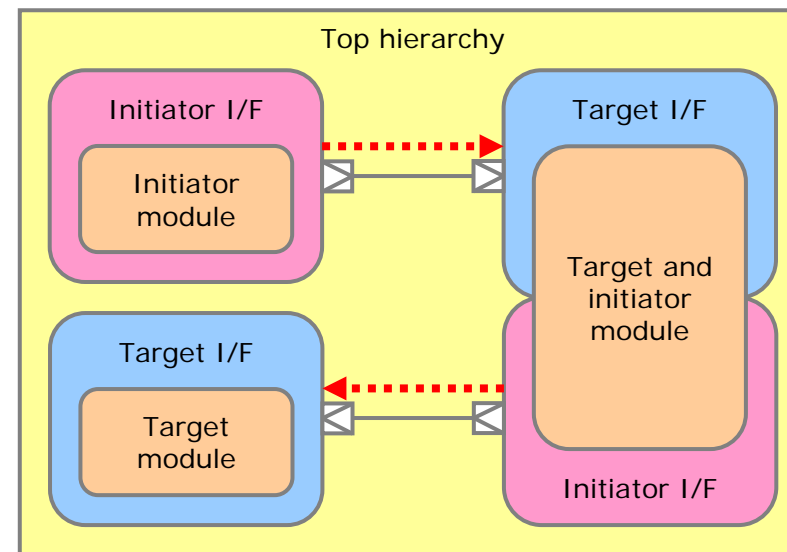 Top hierarchy
Initiator I/F
Initiator
module
Target I/F
Target and
initiator
module
Target I/F
Target
module
Initiator I/F